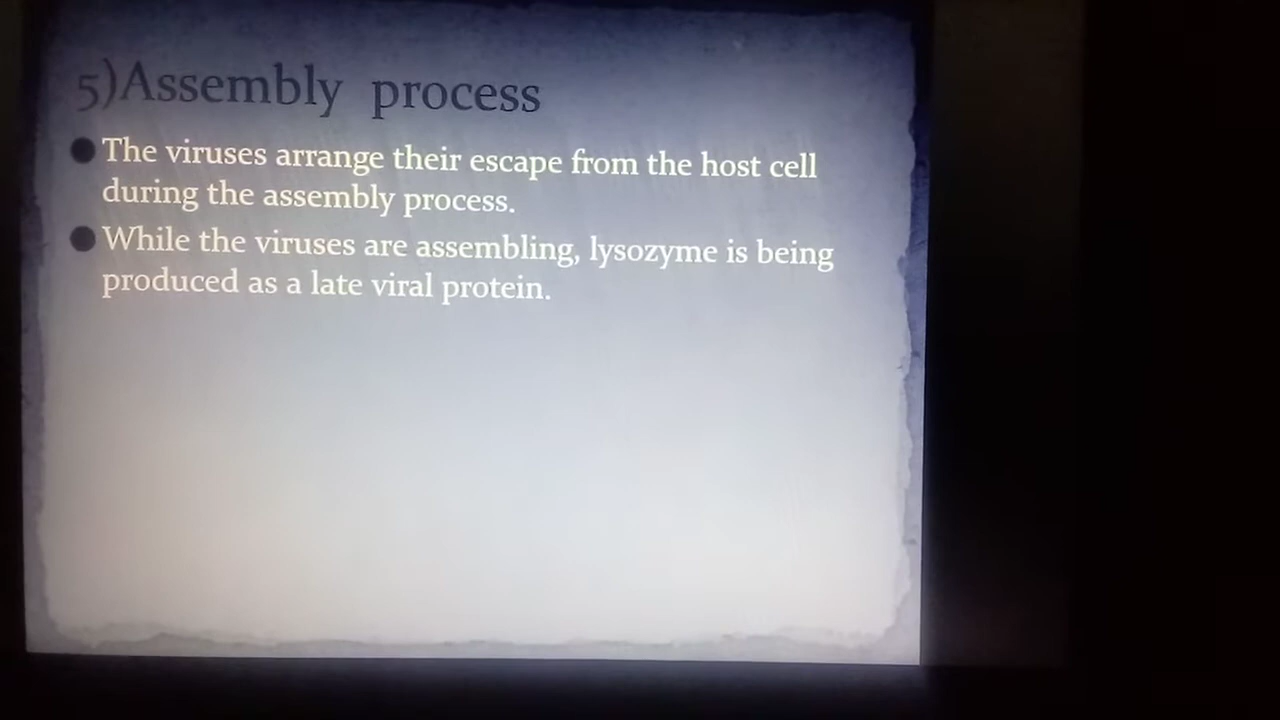 5)Assembly process
The viruses arrange their escape from the host cell
during the assembly process.
While the viruses are assembling, lysozyme is being
produced as a late viral protein.